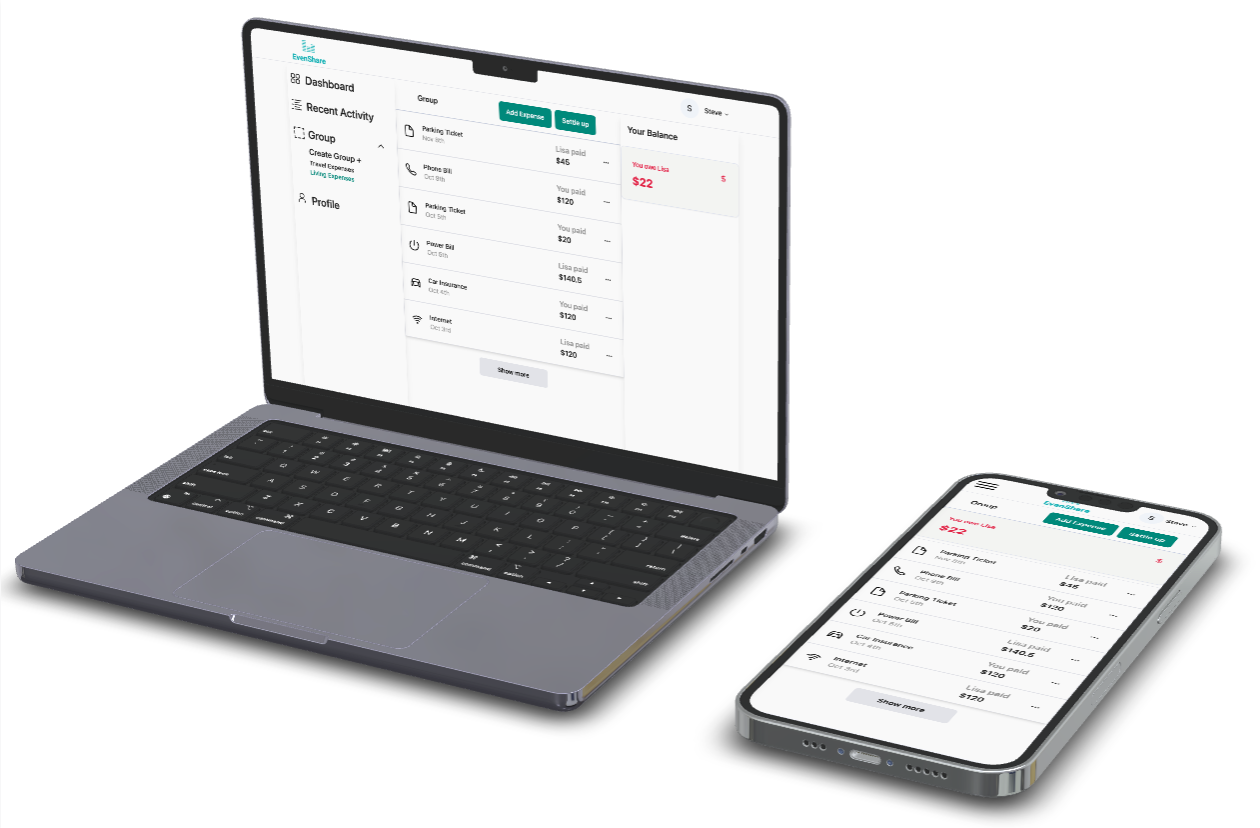 EvenShare
Dashboard
Recent Activity
Group
Create Group +
Travel Expenses
Living Expenses
Profile
Group
Add Expense
Settle up
Parking Ticket
Nov 8th
Lisa paid
$45
Phone Bill
Oct 9th
You paid
$120
Parking Ticket
Oct 5th
You paid
$20
Power Bill
Lisa paid
$140.5
Car Insurance
Oct 4th
You paid
$120
Internet
Oct 3rd
Lisa paid
$120
Show more
S
Steve
Your Balance
You owe Lisa
$22
$
EvenShare
S
Steve
Group
Add Expense
Settle up
You owe Lisa
$22
$
Parking Ticket
Nov 8th
Lisa paid
$45
Phone Bill
Oct 9th
You paid
$120
Parking Ticket
Oct 5th
You paid
$20
Power Bill
Lisa paid
$140.5
Car Insurance
Oct 4th
You paid
$120
Internet
Oct 3rd
Lisa paid
$120
Show more